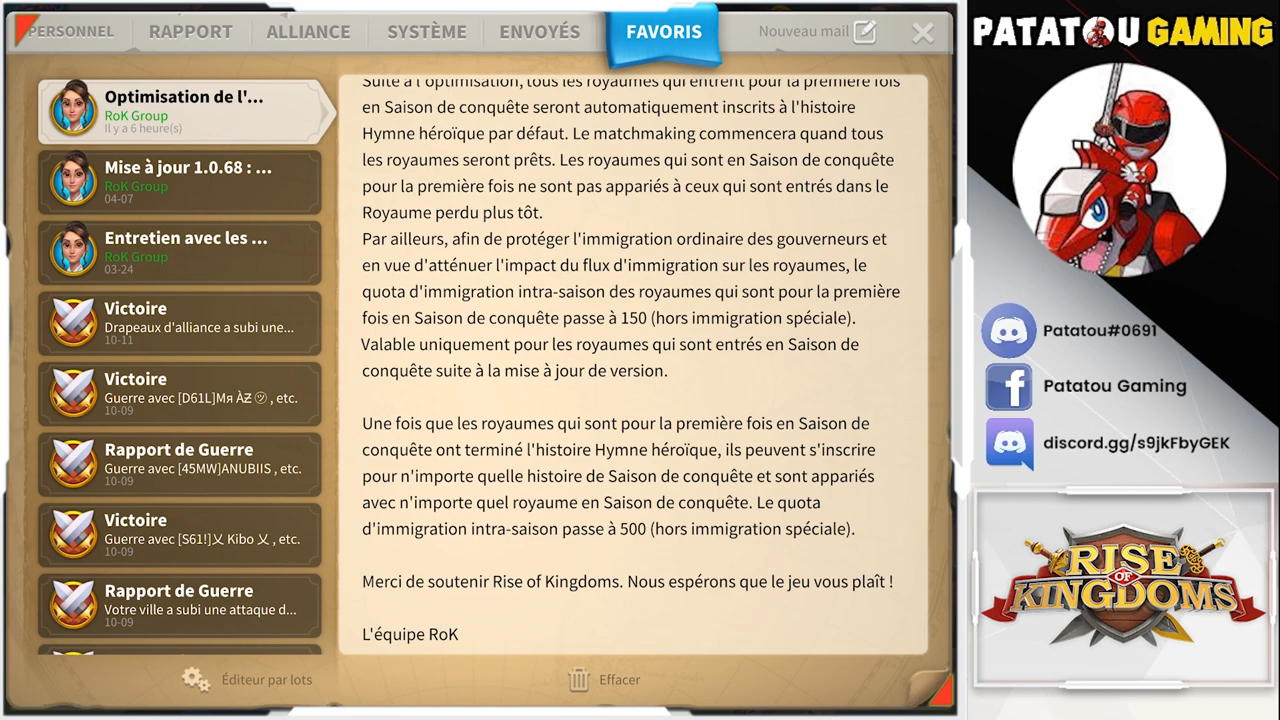 PERSONNEL
RAPPORT
ALLIANCE
SYSTÈME
ENVOYÉS
FAVORIS
Nouveau mail
Optimisation de l'...
RoK Group
Il y a 6 heure(s)
Mise à jour 1.0.68 : ...
RoK Group
04-07
Entretien avec les ...
RoK Group
03-24
Victoire
Drapeaux d'alliance a subi une...
10-11
Victoire
Guerre avec [D61L]Mя ÀƵ ㋡ , etc.
10-09
Rapport de Guerre
Guerre avec [45MW]ANUBIIS , etc.
10-09
Victoire
Guerre avec [S61!]乂 Kibo 乂 , etc.
10-09
Rapport de Guerre
Votre ville a subi une attaque d...
10-09
Suite à l'optimisation, tous les royaumes qui entrent pour la première fois
en Saison de conquête seront automatiquement inscrits à l'histoire
Hymne héroïque par défaut. Le matchmaking commencera quand tous
les royaumes seront prêts. Les royaumes qui sont en Saison de conquête
pour la première fois ne sont pas appariés à ceux qui sont entrés dans le
Royaume perdu plus tôt.
Par ailleurs, afin de protéger l'immigration ordinaire des gouverneurs et
en vue d'atténuer l'impact du flux d'immigration sur les royaumes, le
quota d'immigration intra-saison des royaumes qui sont pour la première
fois en Saison de conquête passe à 150 (hors immigration spéciale).
Valable uniquement pour les royaumes qui sont entrés en Saison de
conquête suite à la mise à jour de version.
Une fois que les royaumes qui sont pour la première fois en Saison de
conquête ont terminé l'histoire Hymne héroïque, ils peuvent s'inscrire
pour n'importe quelle histoire de Saison de conquête et sont appariés
avec n'importe quel royaume en Saison de conquête. Le quota
d'immigration intra-saison passe à 500 (hors immigration spéciale).
Merci de soutenir Rise of Kingdoms. Nous espérons que le jeu vous plaît !
L'équipe RoK
Éditeur par lots
Effacer
PATATOU GAMING
Patatou#0691
Patatou Gaming
discord.gg/s9jkFbyGEK
RISE
OF
KINGDOMS